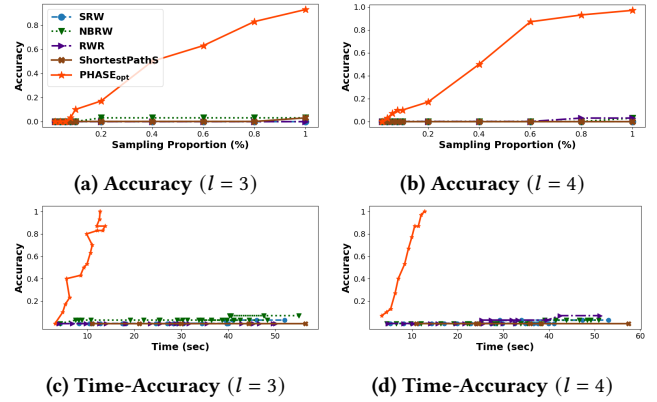 SRW
NBRW
RWR
ShortestPathS
PHASEopt
1.0
0.8
0.6
0.4
0.2
0.0
Accuracy
0.2 0.4 0.6 0.8 1
Sampling Proportion (%)
(a) Accuracy (l = 3)
1.0
0.8
0.6
0.4
0.2
0.0
Accuracy
0.2 0.4 0.6 0.8 1
Sampling Proportion (%)
(b) Accuracy (l = 4)
1
0.8
0.6
0.4
0.2
Accuracy
10 20 30 40 50
Time (sec)
(c) Time-Accuracy (l = 3)
1
0.8
0.6
0.4
0.2
Accuracy
10 20 30 40 50 60
Time (sec)
(d) Time-Accuracy (l = 4)